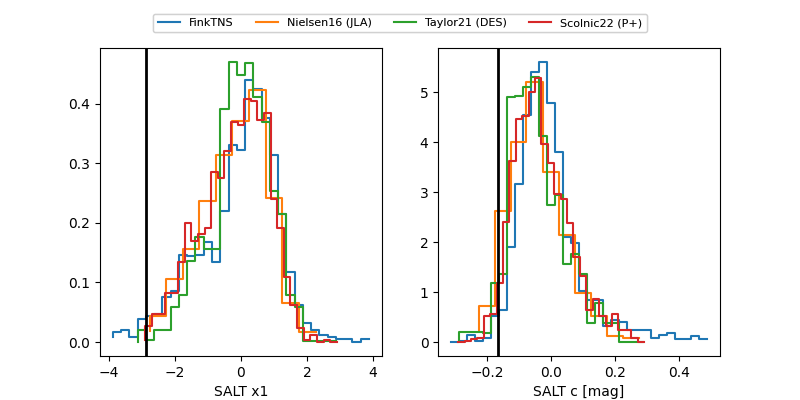 FinkTNS Nielsen16 (JLA) Taylor21 (DES) Scolnic22 (P+)
0.4
0.3
0.2
0.1
0.0
−4 −2 0 2 4
SALT x1
5
4
3
2
1
0
−0.2 0.0 0.2 0.4
SALT c [mag]